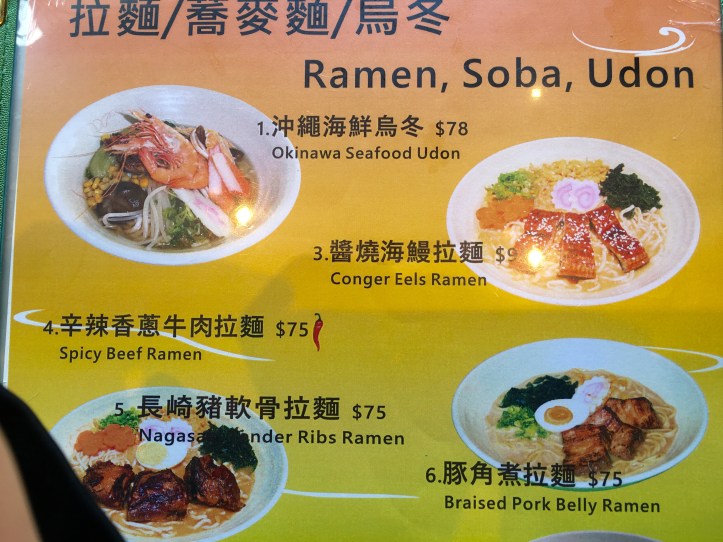 拉麵/蕎麥麵/烏冬
Ramen, Soba, Udon
1.沖繩海鮮烏冬 $78
Okinawa Seafood Udon
3.醬燒海鰻拉麵
Conger Eels Ramen
4.辛辣香蔥牛肉拉麵 $75
Spicy Beef Ramen
5. 長崎豬軟骨拉麵 $75
Ribs Ramen
6.豚角煮拉麵 $75
Braised Pork Belly Ramen